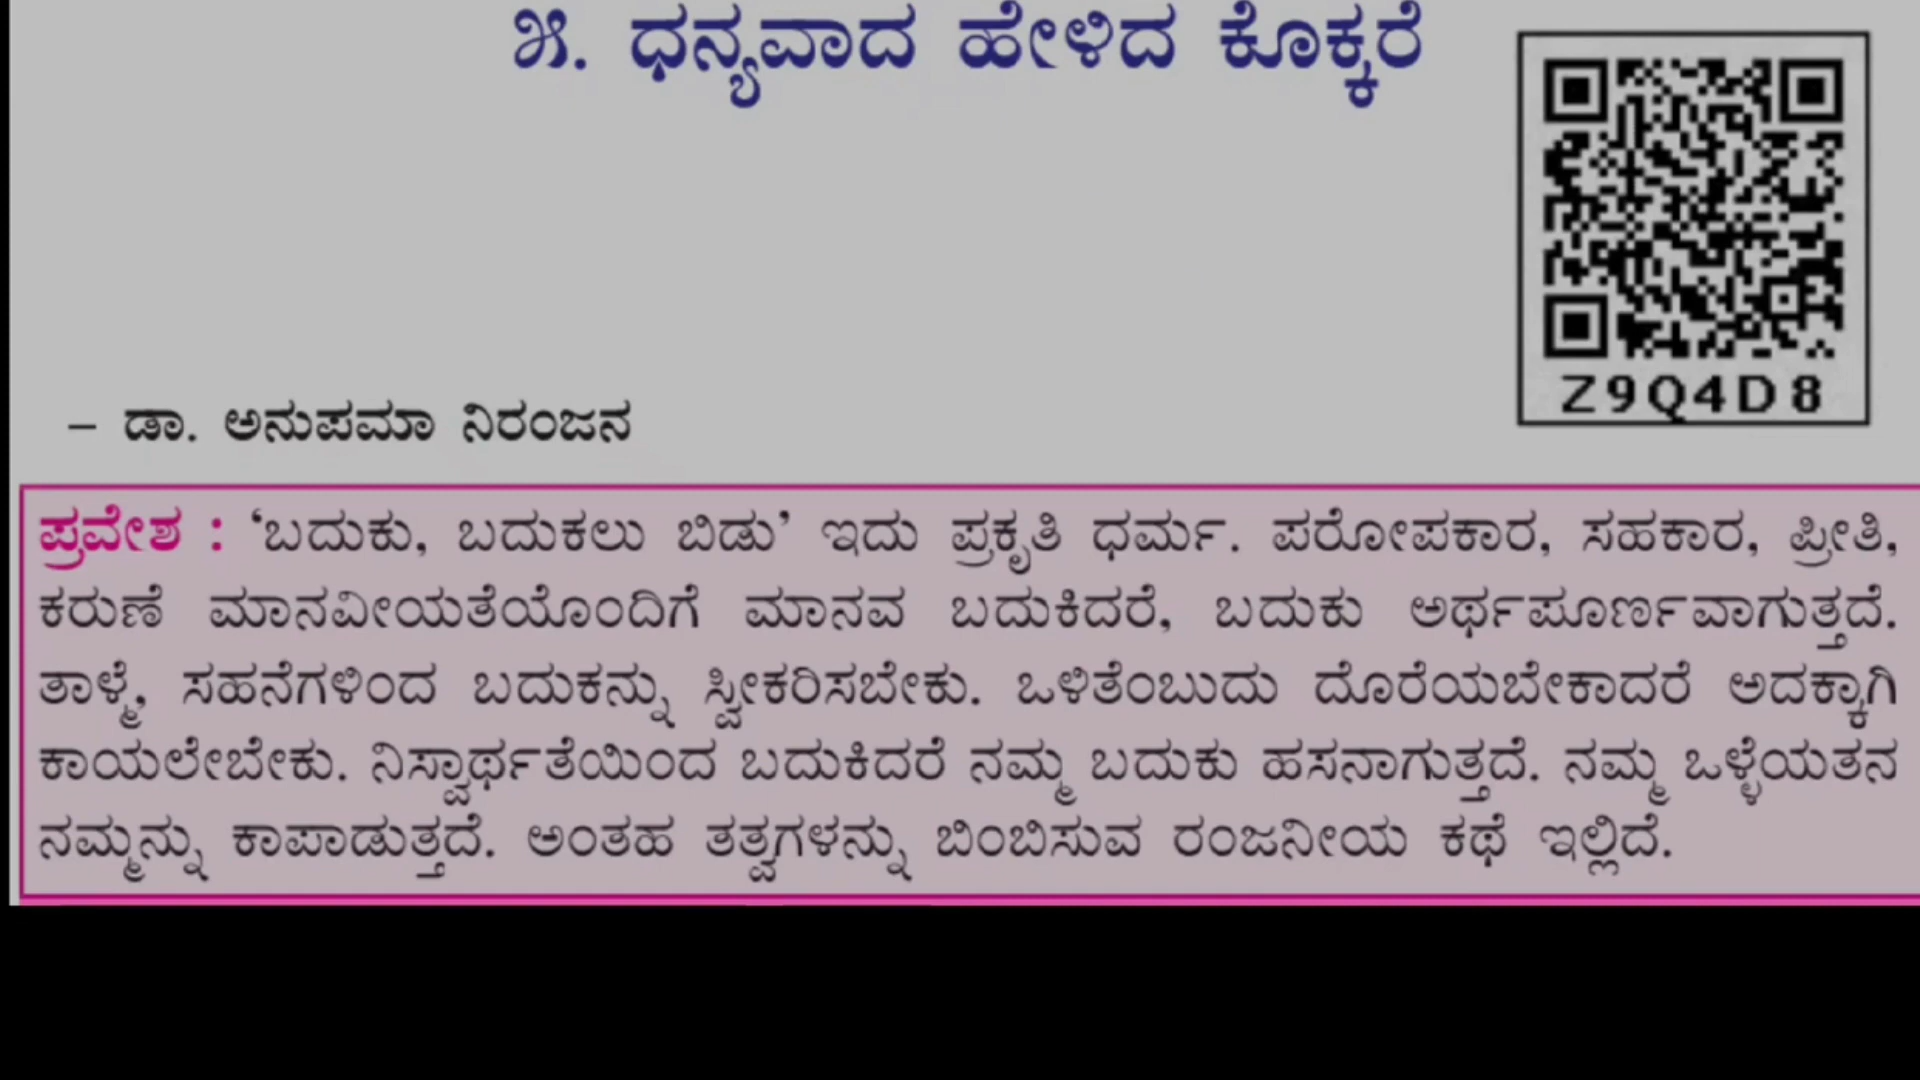 ೫. ಧನ್ಯವಾದ ಹೇಳಿದ ಕೊಕ್ಕರೆ
Z9Q4D8
– ಡಾ. ಅನುಪಮಾ ನಿರಂಜನ
ಪ್ರವೇಶ : ‘ಬದುಕು, ಬದುಕಲು ಬಿಡು’ ಇದು ಪ್ರಕೃತಿ ಧರ್ಮ. ಪರೋಪಕಾರ, ಸಹಕಾರ, ಪ್ರೀತಿ,
ಕರುಣೆ ಮಾನವೀಯತೆಯೊಂದಿಗೆ ಮಾನವ ಬದುಕಿದರೆ, ಬದುಕು ಅರ್ಥಪೂರ್ಣವಾಗುತ್ತದೆ.
ತಾಳ್ಮೆ, ಸಹನೆಗಳಿಂದ ಬದುಕನ್ನು ಸ್ವೀಕರಿಸಬೇಕು. ಒಳಿತೆಂಬುದು ದೊರೆಯಬೇಕಾದರೆ ಅದಕ್ಕಾಗಿ
ಕಾಯಲೇಬೇಕು. ನಿಸ್ವಾರ್ಥತೆಯಿಂದ ಬದುಕಿದರೆ ನಮ್ಮ ಬದುಕು ಹಸನಾಗುತ್ತದೆ. ನಮ್ಮ ಒಳ್ಳೆಯತನ
ನಮ್ಮನ್ನು ಕಾಪಾಡುತ್ತದೆ. ಅಂತಹ ತತ್ವಗಳನ್ನು ಬಿಂಬಿಸುವ ರಂಜನೀಯ ಕಥೆ ಇಲ್ಲಿದೆ.